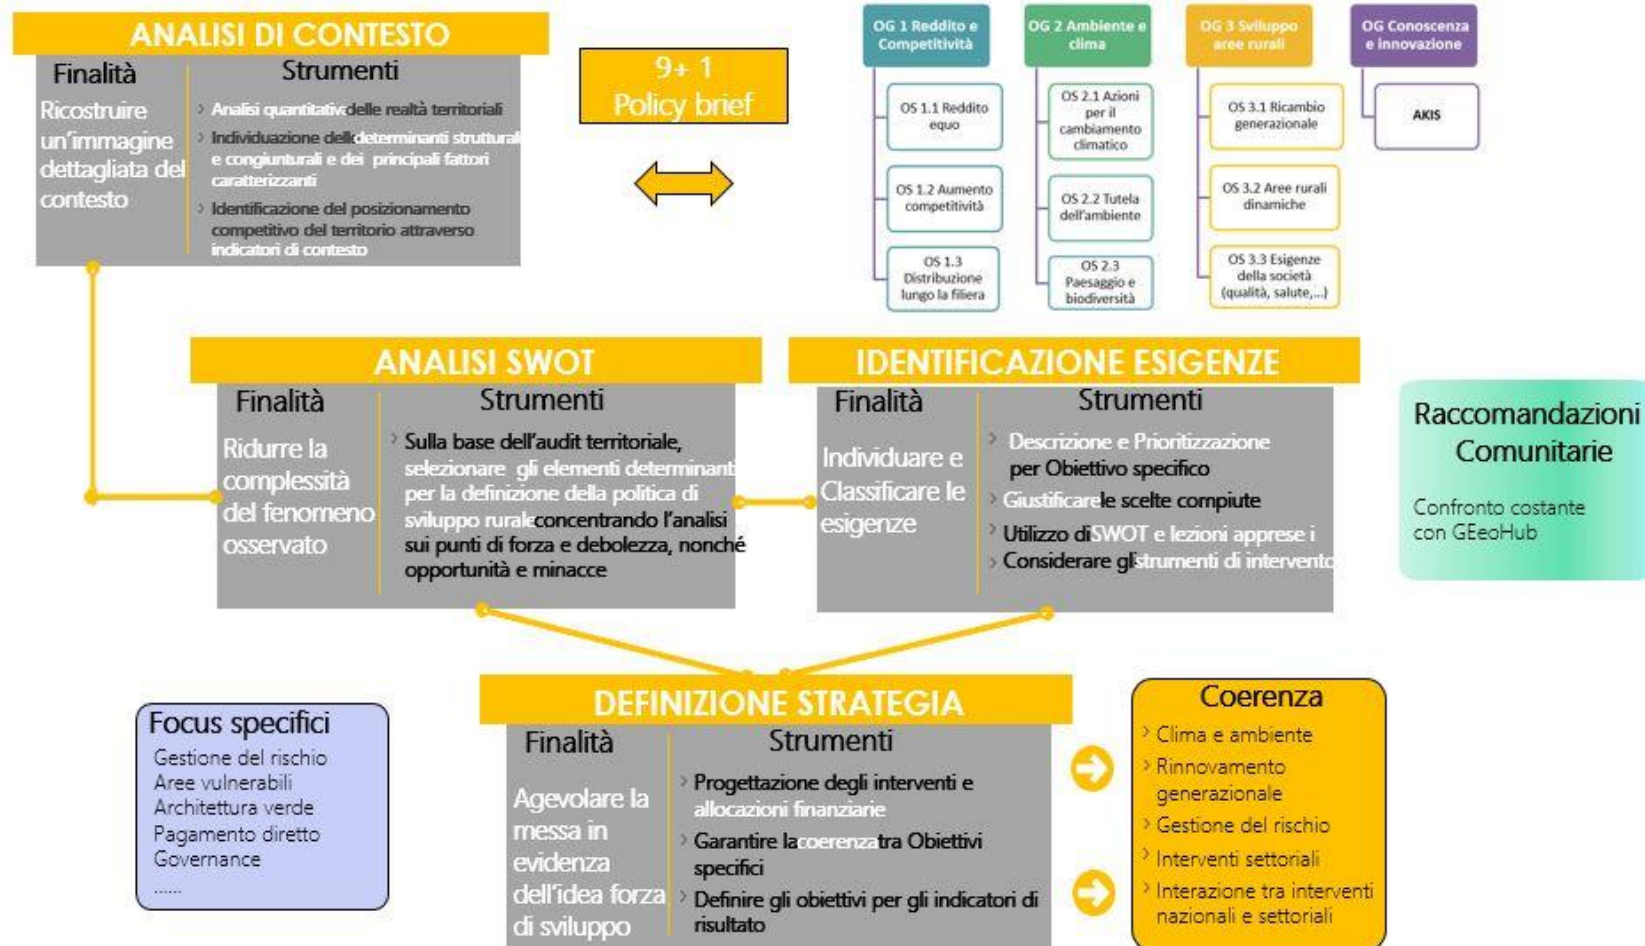 ANALISI DI CONTESTO
Finalità
Ricostruire
un'immagine
dettagliata del
contesto
Strumenti
Analisi quantitativa delle realtà territoriali
Individuazione delle determinanti strutturali
e congiunturali e dei principali fattori
caratterizzanti
Identificazione del posizionamento
competitivo del territorio attraverso
indicatori di contesto
9+ 1
Policy brief
OG 1 Reddito e
Competitività
OS 1.1 Reddito
equo
OS 1.2 Aumento
competitività
OS 1.3
Distribuzione
lungo la filiera
OG 2 Ambiente e
clima
OS 2.1 Azioni
per il
cambiamento
climatico
OS 2.2 Tutela
dell'ambiente
OS 2.3
Paesaggio e
biodiversità
OG 3 Sviluppo
aree rurali
OS 3.1 Ricambio
generazionale
OS 3.2 Aree rurali
dinamiche
OS 3.3 Esigenze
della società
(qualità, salute,...)
OG Conoscenza
e innovazione
AKIS
ANALISI SWOT
Finalità
Ridurre la
complessità
del fenomeno
osservato
Strumenti
Sulla base dell'audit territoriale,
selezionare gli elementi determinanti
per la definizione della politica di
sviluppo rurale concentrando l'analisi
sui punti di forza e debolezza, nonché
opportunità e minacce
IDENTIFICAZIONE ESIGENZE
Finalità
Individuare e
Classificare le
esigenze
Strumenti
Descrizione e Prioritizzazione
per Obiettivo specifico
Giustificare le scelte compiute
Utilizzo di SWOT e lezioni apprese i
Considerare gli strumenti di intervento
Raccomandazioni
Comunitarie
Confronto costante
con GEeoHub
Focus specifici
Gestione del rischio
Aree vulnerabili
Architettura verde
Pagamento diretto
Governance
......
DEFINIZIONE STRATEGIA
Finalità
Agevolare la
messa in
evidenza
dell'idea forza
di sviluppo
Strumenti
Progettazione degli interventi e
allocazioni finanziarie
Garantire la coerenza tra Obiettivi
specifici
Definire gli obiettivi per gli indicatori di
risultato
Coerenza
Clima e ambiente
Rinnovamento
generazionale
Gestione del rischio
Interventi settoriali
Interazione tra interventi
nazionali e settoriali